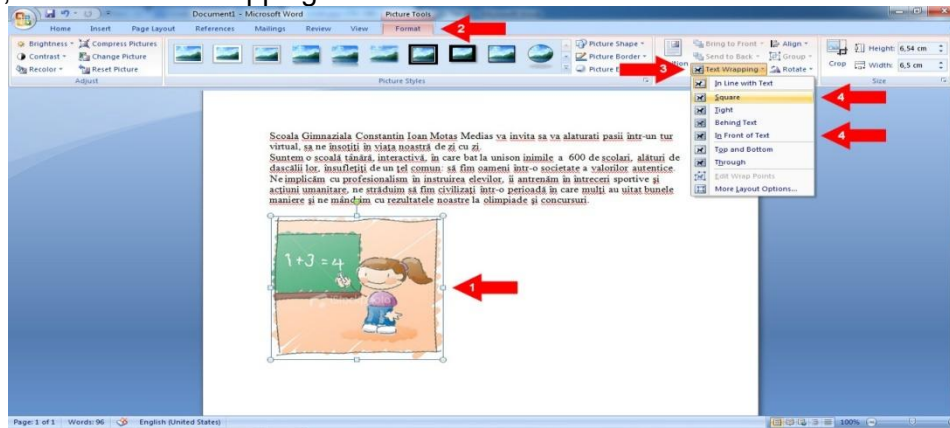 Document1 - Microsoft Word
Picture Tools
Home Insert Page Layout References Mailings Review View Format
Brightness Compress Pictures
Contrast Change Picture
Recolor Reset Picture
Adjust
Picture Styles
Picture Shape
Picture Border
Picture
Bring to Front
Send to Back
Text Wrapping
Align
Group
Rotate
Crop
Height: 6,54 cm
Width: 6,5 cm
Size
2
3
In Line with Text
Square
Tight
Behind Text
In Front of Text
Top and Bottom
Through
Edit Wrap Points
More Layout Options...
4
4
Scoala Gimnaziala Constantin Ioan Motas Medias va invita sa va alaturati pasii într-un tur
virtual, sa ne însoțiți în viața noastră de zi cu zi.
Suntem o scoală tânără, interactivă, în care bat la unison inimile a 600 de scolari, alături de
dascălii lor, însuflețiți de un țel comun: să fim oameni într-o societate a valorilor autentice.
Ne implicăm cu profesionalism în instruirea elevilor, îi antrenăm în întreceri sportive și
acțiuni umanitare, ne străduim să fim civilizați într-o perioadă în care mulți au uitat bunele
maniere și ne mândrim cu rezultatele noastre la olimpiade și concursuri.
1+3=4
1
Page: 1 of 1 Words: 96 English (United States)
100%